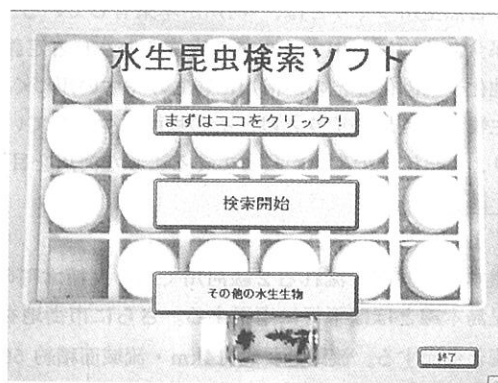 水生昆虫検索ソフト
まずはココをクリック！
検索開始
その他の水生生物
終了